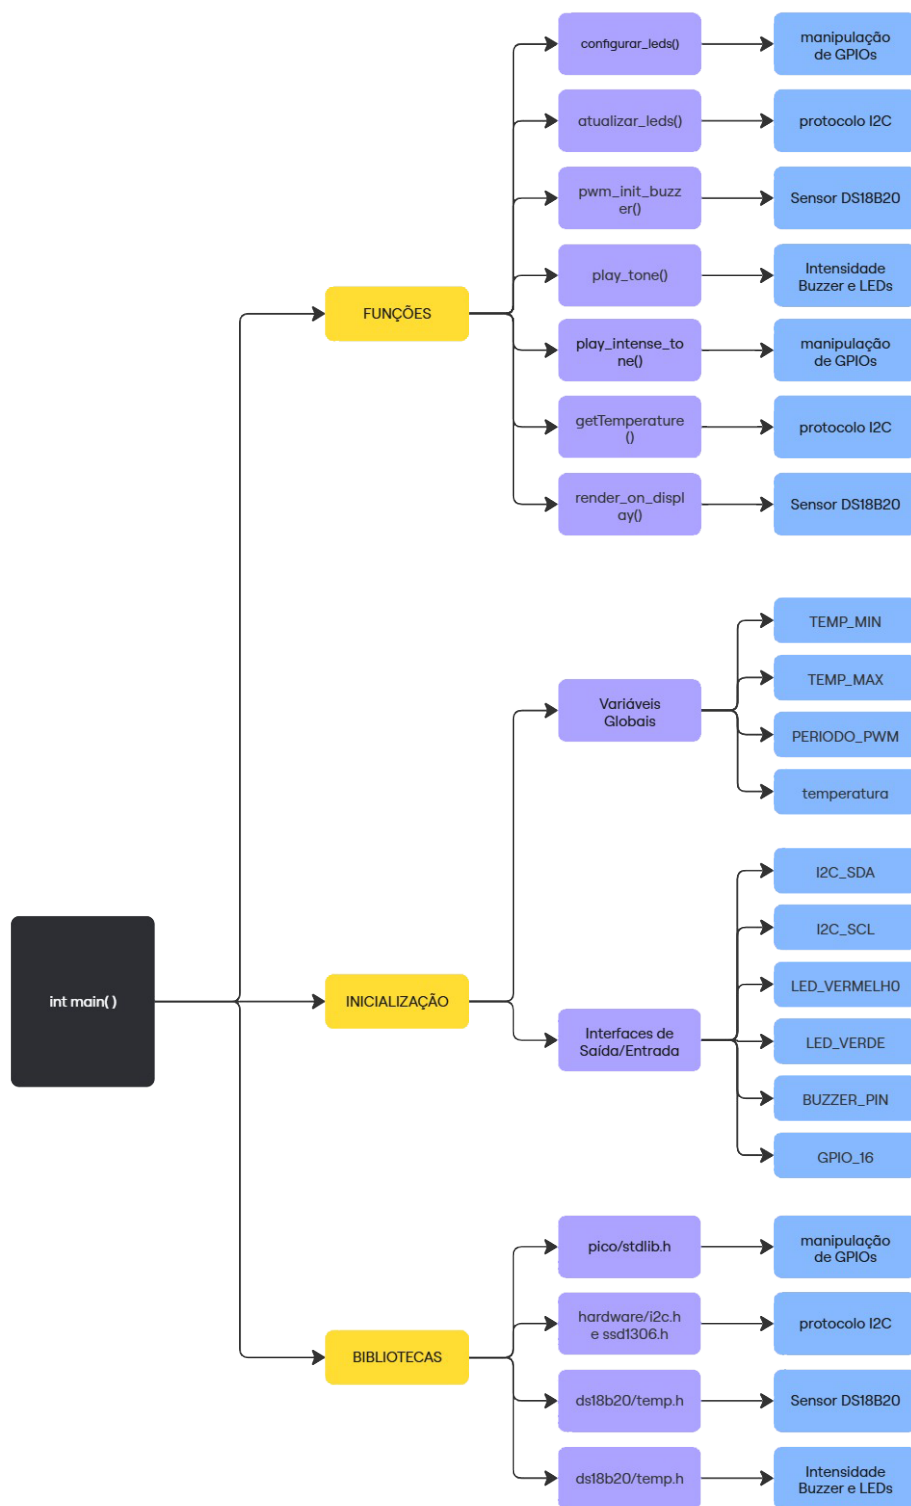 configurar_leds()
manipulação
de GPIOs
atualizar_leds()
protocolo I2C
pwm_init_buzz
er()
Sensor DS18B20
play_tone()
Intensidade
Buzzer e LEDs
FUNÇÕES
play_intense_to
ne()
manipulação
de GPIOs
getTemperature
()
protocolo I2C
render_on_displ
ay()
Sensor DS18B20
TEMP_MIN
Variáveis
Globais
TEMP_MAX
PERIODO_PWM
temperatura
I2C_SDA
I2C_SCL
int main( )
INICIALIZAÇÃO
LED_VERMELH0
Interfaces de
Saída/Entrada
LED_VERDE
BUZZER_PIN
GPIO_16
pico/stdlib.h
manipulação
de GPIOs
hardware/i2c.h
e ssd1306.h
protocolo I2C
BIBLIOTECAS
ds18b20/temp.h
Sensor DS18B20
ds18b20/temp.h
Intensidade
Buzzer e LEDs